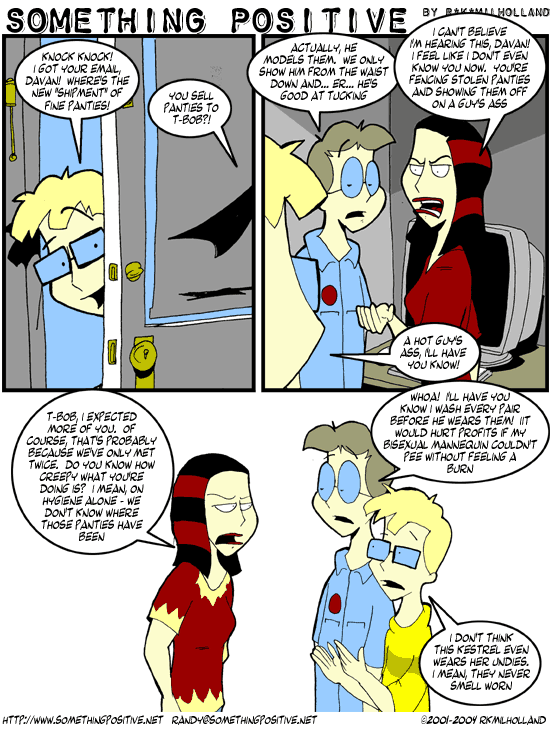 SOMETHING POSITIVE BY R*K*MILHOLLAND
KNOCK KNOCK!
I GOT YOUR EMAIL,
DAVAN! WHERE'S THE
NEW "SHIPMENT" OF
FINE PANTIES!
YOU SELL
PANTIES TO
T-BOB?!
ACTUALLY, HE
MODELS THEM. WE ONLY
SHOW HIM FROM THE WAIST
DOWN AND... ER... HE'S
GOOD AT TUCKING
I CAN'T BELIEVE
I'M HEARING THIS, DAVAN!
I FEEL LIKE I DON'T EVEN
KNOW YOU NOW. YOU'RE
FENCING STOLEN PANTIES
AND SHOWING THEM OFF
ON A GUY'S ASS
A HOT GUY'S
ASS, I'LL HAVE
YOU KNOW!
T-BOB, I EXPECTED
MORE OF YOU. OF
COURSE, THAT'S PROBABLY
BECAUSE WE'VE ONLY MET
TWICE. DO YOU KNOW HOW
CREEPY WHAT YOU'RE
DOING IS? I MEAN, ON
HYGIENE ALONE - WE
DON'T KNOW WHERE
THOSE PANTIES HAVE
BEEN
WHOA! I'LL HAVE YOU
KNOW I WASH EVERY PAIR
BEFORE HE WEARS THEM! IIT
WOULD HURT PROFITS IF MY
BISEXUAL MANNEQUIN COULDN'T
PEE WITHOUT FEELING A
BURN
I DON'T THINK
THIS KESTREL EVEN
WEARS HER UNDIES.
I MEAN, THEY NEVER
SMELL WORN
HTTP://WWW.SOMETHINGPOSITIVE.NET RANDY@SOMETHINGPOSITIVE.NET ©2001-2004 RKMILHOLLAND